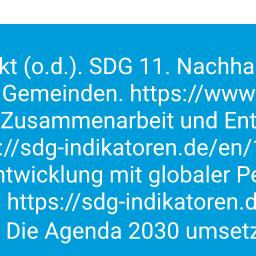 kt (o.d.). SDG 11. Nachha
Gemeinden. https://www
Zusammenarbeit und Ent
://sdg-indikatoren.de/en/
ntwicklung mit globaler Pe
https://sdg-indikatoren.d
Die Agenda 2030 umsetz